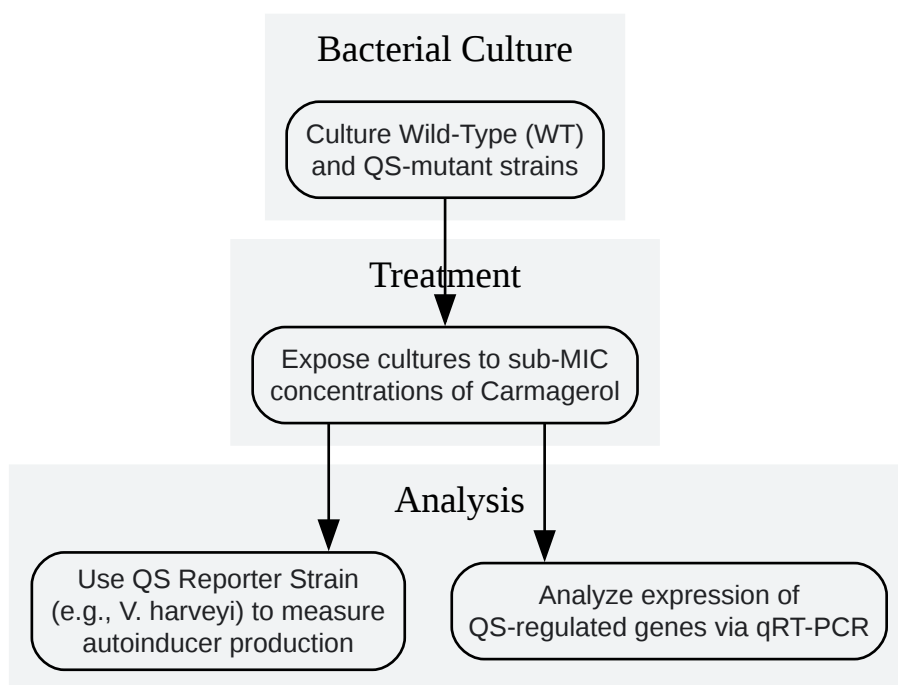 Bacterial Culture
Culture Wild-Type (WT)
and QS-mutant strains
Treatment
Expose cultures to sub-MIC
concentrations of Carmagerol
Analysis
Use QS Reporter Strain
(e.g., V. harveyi) to measure
autoinducer production
Analyze expression of
QS-regulated genes via qRT-PCR